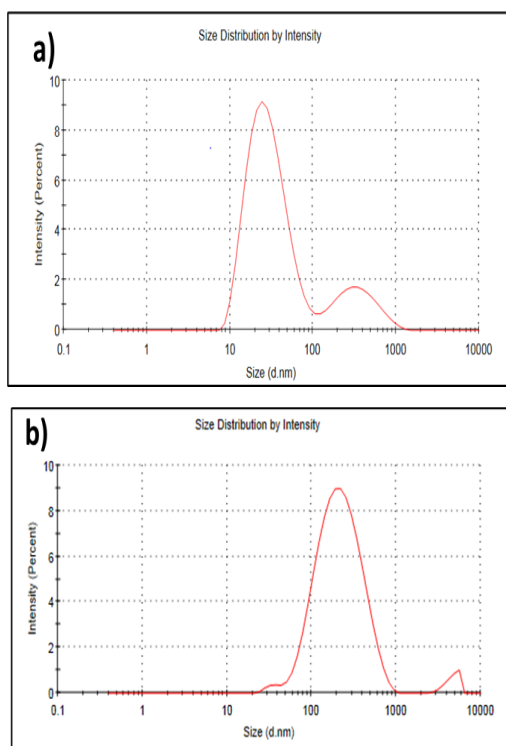 a)
Size Distribution by Intensity
10
8
6
4
2
0
Intensity (Percent)
0.1 1 10 100 1000 10000
Size (d.nm)
b)
Size Distribution by Intensity
10
8
6
4
2
0
Intensity (Percent)
0.1 1 10 100 1000 10000
Size (d.nm)